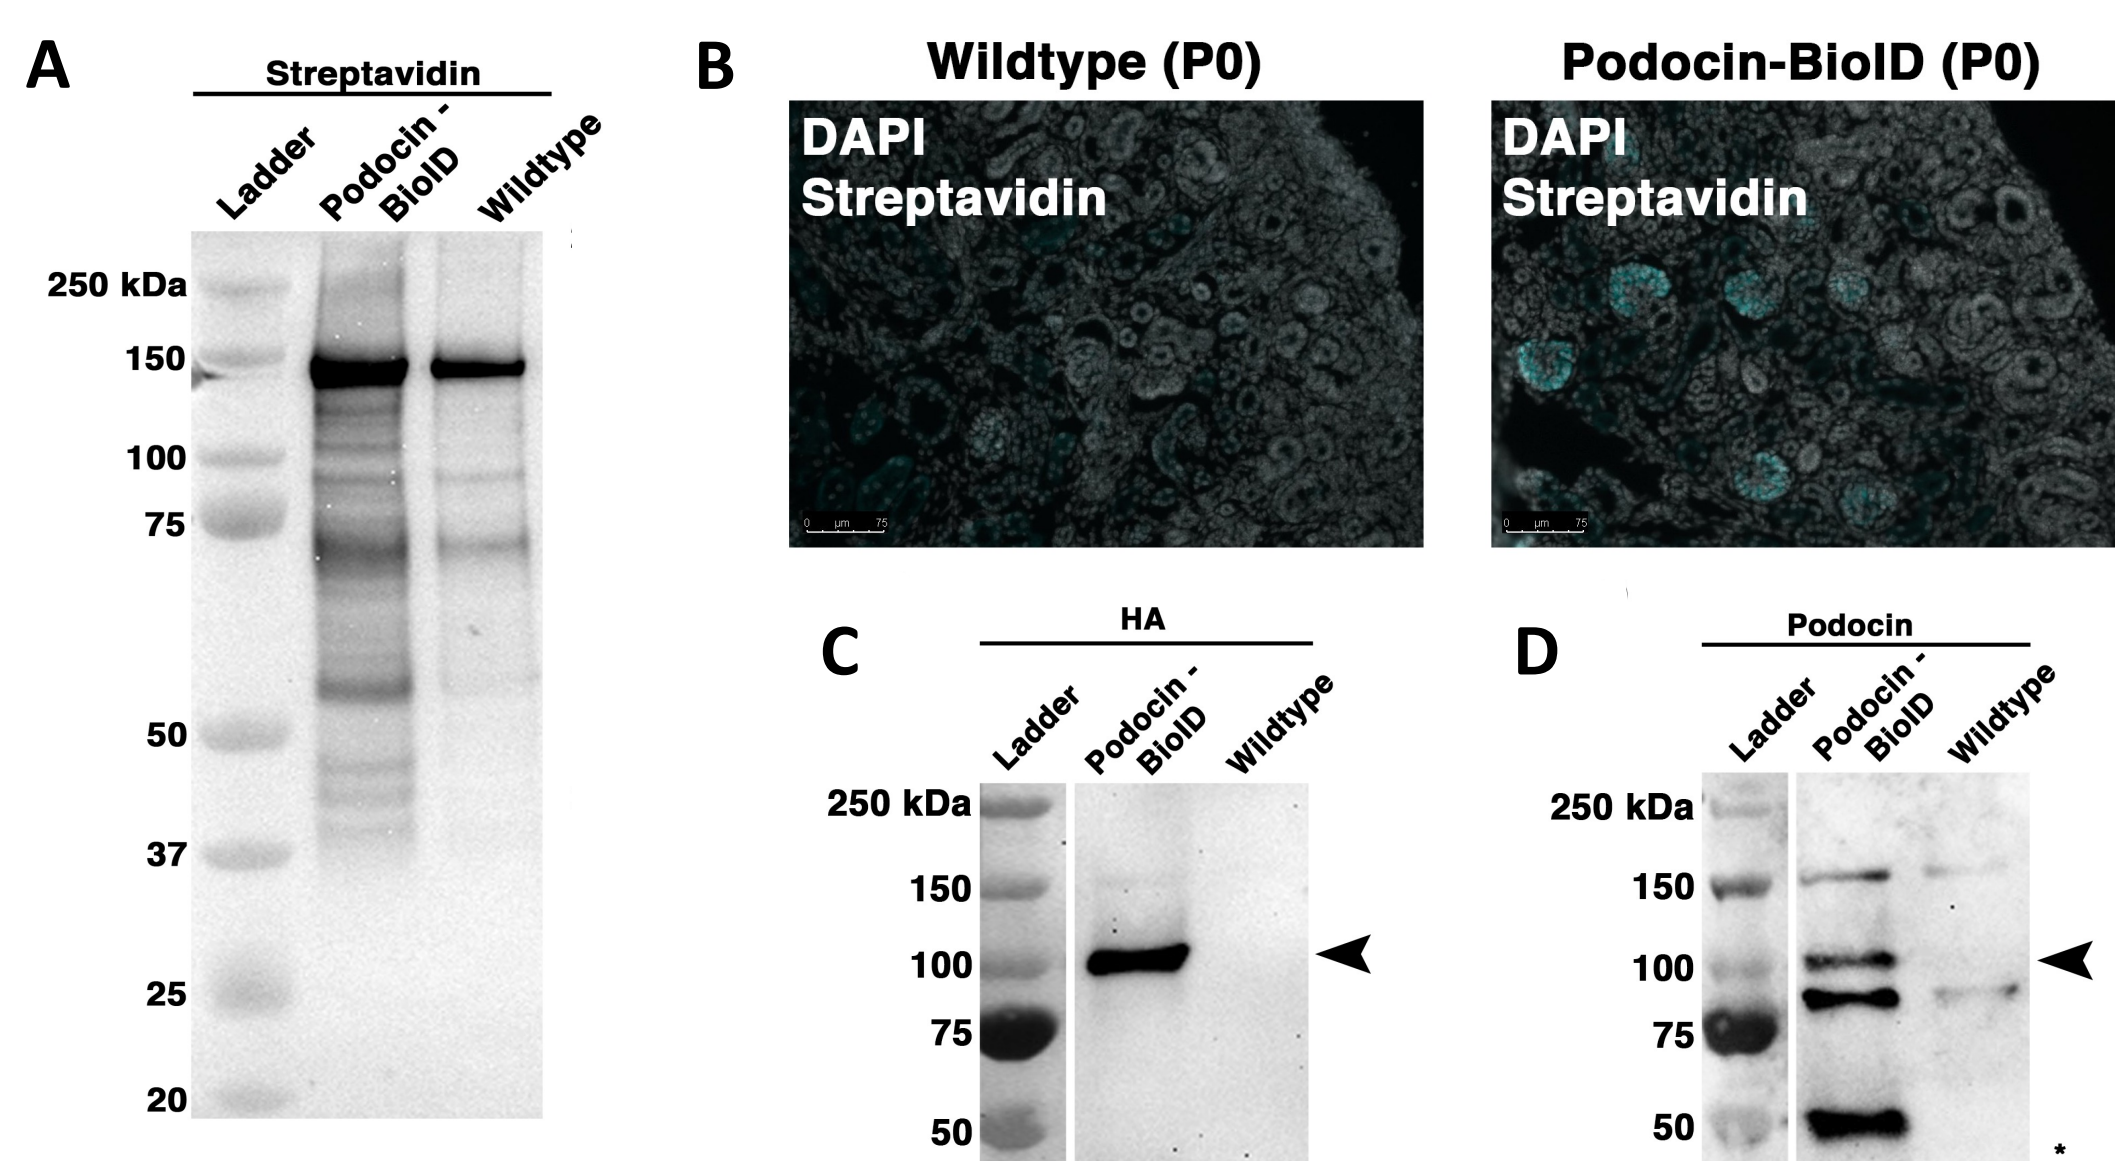 A
Streptavidin
Ladder
Podocin -
BioID
Wildtype
250 kDa
150
100
75
50
37
25
20
B
Wildtype (P0)
DAPI
Streptavidin
0 µm 75
Podocin-BioID (P0)
DAPI
Streptavidin
0 µm 75
C
HA
Ladder
Podocin -
BioID
Wildtype
250 kDa
150
100
75
50
D
Podocin
Ladder
Podocin -
BioID
Wildtype
250 kDa
150
100
75
50
*